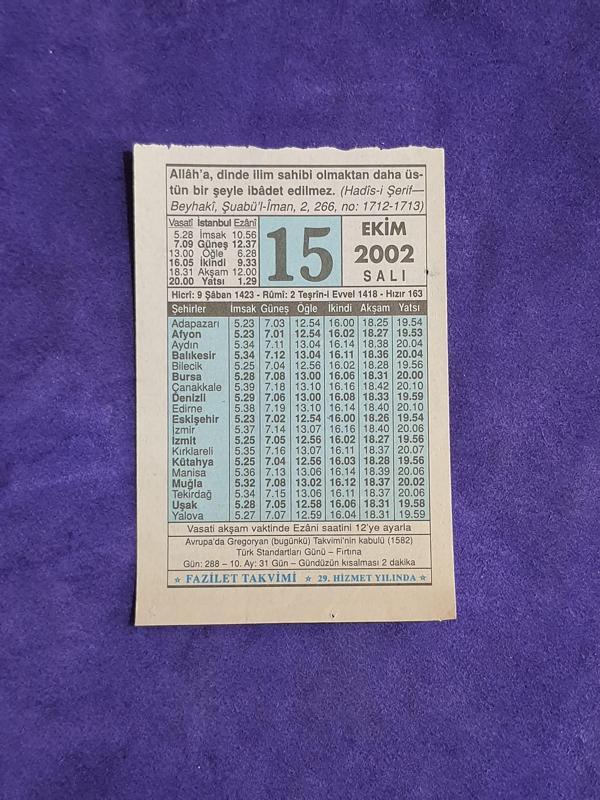 Allâh'a, dinde ilim sahibi olmaktan daha üs-
tün bir şeyle ibâdet edilmez. (Hadîs-i Şerif—
Beyhakî, Şuabü'l-Îman, 2, 266, no: 1712-1713)
Vasatî İstanbul Ezânî
5.28 İmsak 10.56
7.09 Güneş 12.37
13.00 Öğle 6.28
16.05 İkindi 9.33
18.31 Akşam 12.00
20.00 Yatsı 1.29
15
EKİM
2002
SALI
Hicrî: 9 Şâban 1423 - Rûmî: 2 Teşrîn-i Evvel 1418 - Hızır 163
Şehirler İmsak Güneş Öğle İkindi Akşam Yatsı
Adapazarı 5.23 7.03 12.54 16.00 18.25 19.54
Afyon 5.23 7.01 12.54 16.02 18.27 19.53
Aydın 5.34 7.11 13.04 16.14 18.38 20.04
Balıkesir 5.34 7.12 13.04 16.11 18.36 20.04
Bilecik 5.25 7.04 12.56 16.02 18.28 19.56
Bursa 5.28 7.08 13.00 16.06 18.31 20.00
Çanakkale 5.39 7.18 13.10 16.16 18.42 20.10
Denizli 5.29 7.06 13.00 16.08 18.33 19.59
Edirne 5.38 7.19 13.10 16.14 18.40 20.10
Eskişehir 5.23 7.02 12.54 16.00 18.26 19.54
İzmir 5.37 7.14 13.07 16.16 18.40 20.06
İzmit 5.25 7.05 12.56 16.02 18.27 19.56
Kırklareli 5.35 7.16 13.07 16.11 18.37 20.07
Kütahya 5.25 7.04 12.56 16.03 18.28 19.56
Manisa 5.36 7.13 13.06 16.14 18.39 20.06
Muğla 5.32 7.08 13.02 16.12 18.37 20.02
Tekirdağ 5.34 7.15 13.06 16.11 18.37 20.06
Uşak 5.28 7.05 12.58 16.06 18.31 19.58
Yalova 5.27 7.07 12.59 16.04 18.31 19.59
Vasati akşam vaktinde Ezâni saatini 12'ye ayarla
Avrupa'da Gregoryan (bugünkü) Takvimi'nin kabulü (1582)
Türk Standartları Günü – Fırtına
Gün: 288 – 10. Ay: 31 Gün – Gündüzün kısalması 2 dakika
FAZİLET TAKVİMİ ★ 29. HİZMET YILINDA